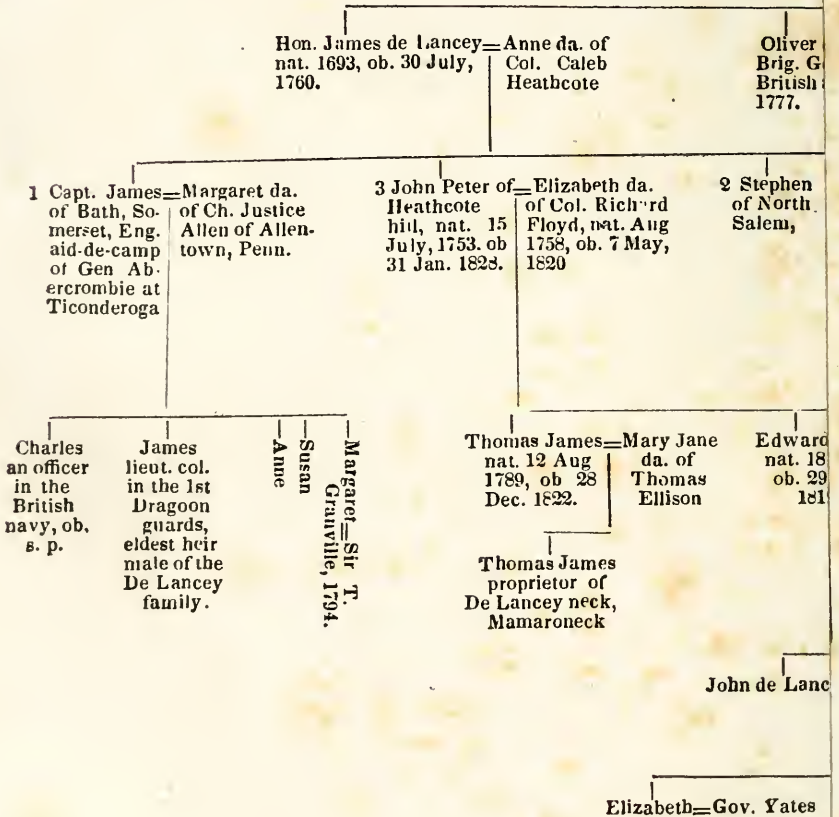 Hon. James de Lancey=Anne da. of
nat. 1693, ob. 30 July, Col. Caleb
1760. Heathcote
Oliver
Brig. G
British
1777.
1 Capt. James=Margaret da.
of Bath, So- of Ch. Justice
merset, Eng. Allen of Allen-
aid-de-camp town, Penn.
of Gen Ab-
ercrombie at
Ticonderoga
3 John Peter of=Elizabeth da.
Heathcote of Col. Richard
hill, nat. 15 Floyd, nat. Aug
July, 1753. ob 1758, ob. 7 May,
31 Jan. 1828. 1820
2 Stephen
of North
Salem,
Charles
an officer
in the
British
navy, ob.
s. p.
James
lieut. col.
in the 1st
Dragoon
guards,
eldest heir
male of the
De Lancey
family.
Anne
Susan
Margaret=Sir T.
Granville, 1794.
Thomas James=Mary Jane
nat. 12 Aug da. of
1789, ob 28 Thomas
Dec. 1822. Ellison
Edward
nat. 18
ob. 29
181
Thomas James
proprietor of
De Lancey neck,
Mamaroneck
John de Lanc
Elizabeth=Gov. Yates